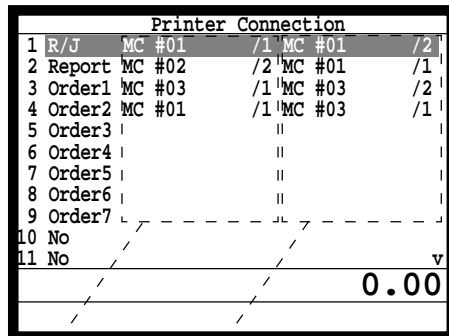 Printer Connection
1 R/J MC #01 /1 MC #01 /2
2 Report MC #02 /2 MC #01 /1
3 Order1 MC #03 /1 MC #03 /2
4 Order2 MC #01 /1 MC #03 /1
5 Order3
6 Order4
7 Order5
8 Order6
9 Order7
10 No
11 No v
0.00